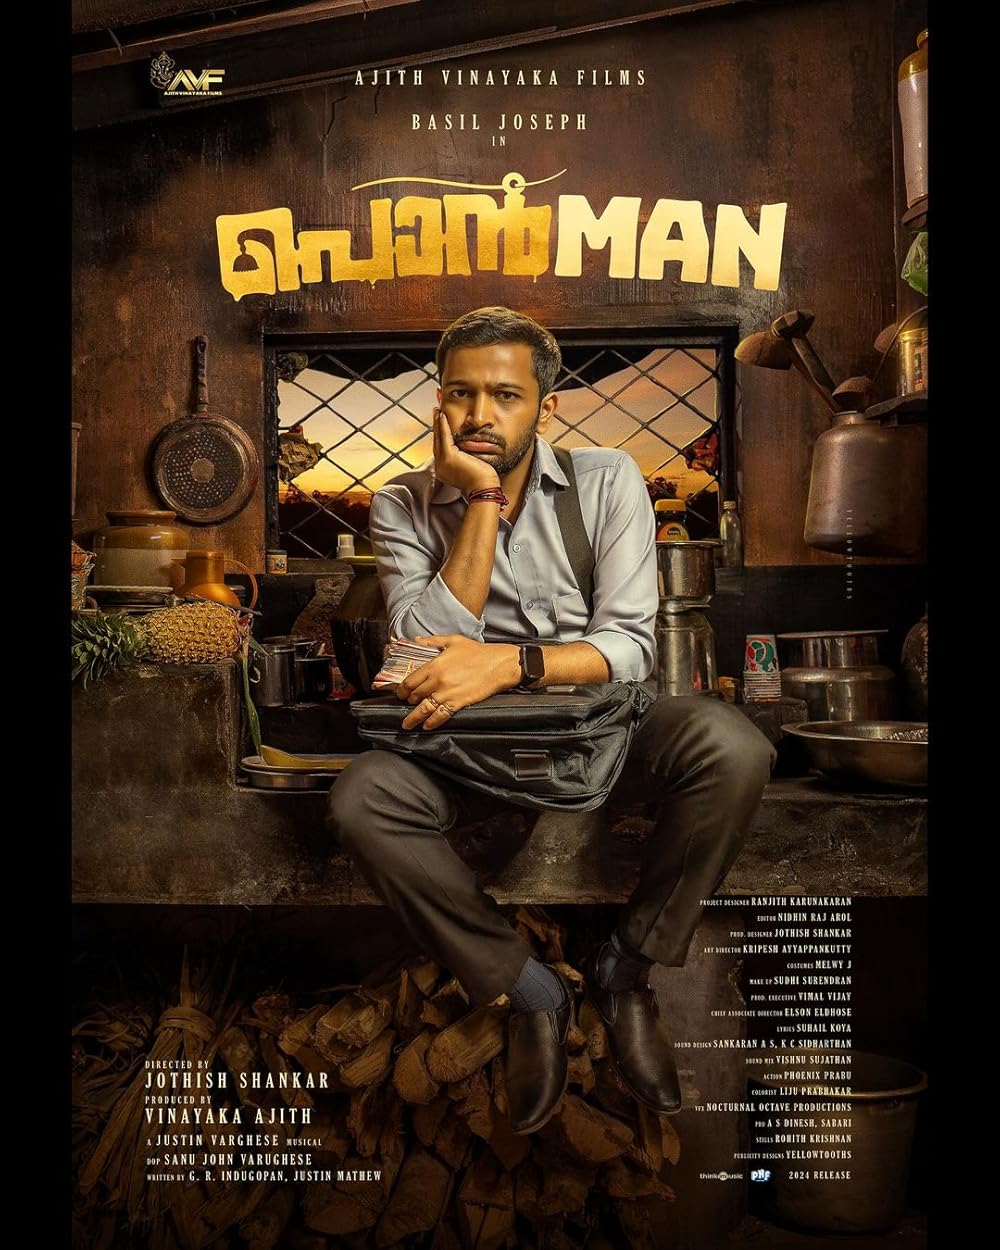 AVF
AJITH VINAYAKA FILMS
AJITH VINAYAKA FILMS
BASIL JOSEPH
IN
പൊൻMAN
YELLOWTOOTHS
PROJECT DESIGNER RANJITH KARUNAKARAN
EDITOR NIDHIN RAJ AROL
PROD. DESIGNER JOTHISH SHANKAR
ART DIRECTOR KRIPESH AYYAPPANKUTTY
COSTUMES MELWY J
MAKE UP SUDHI SURENDRAN
PROD. EXECUTIVE VIMAL VIJAY
CHIEF ASSOCIATE DIRECTOR ELSON ELDHOSE
LYRICS SUHAIL KOYA
SOUND DESIGN SANKARAN A S, K C SIDHARTHAN
SOUND MIX VISHNU SUJATHAN
ACTION PHOENIX PRABU
COLORIST LIJU PRABHAKAR
VFX NOCTURNAL OCTAVE PRODUCTIONS
PRO A S DINESH, SABARI
STILLS ROHITH KRISHNAN
PUBLICITY DESIGNS YELLOWTOOTHS
thinkmusic PHF 2024 RELEASE
DIRECTED BY
JOTHISH SHANKAR
PRODUCED BY
VINAYAKA AJITH
A JUSTIN VARGHESE MUSICAL
DOP SANU JOHN VARUGHESE
WRITTEN BY G. R. INDUGOPAN, JUSTIN MATHEW